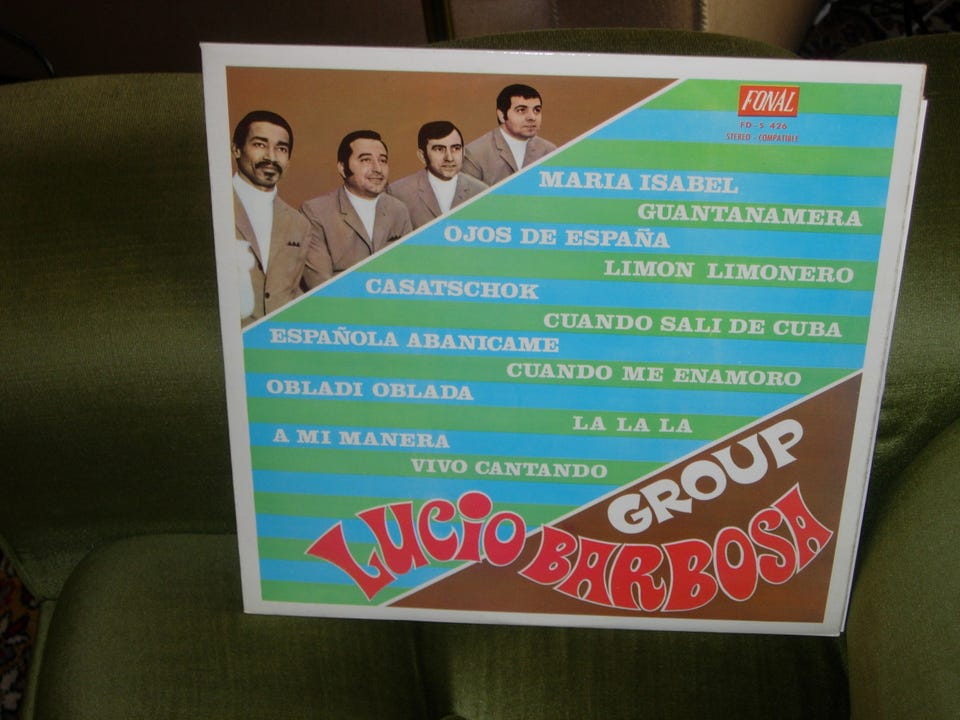 FONAL
FD-S 426
STEREO - COMPATIBLE
MARIA ISABEL
GUANTANAMERA
OJOS DE ESPAÑA
LIMON LIMONERO
CASATSCHOK
CUANDO SALI DE CUBA
ESPAÑOLA ABANICAME
CUANDO ME ENAMORO
OBLADI OBLADA
LA LA LA
A MI MANERA
VIVO CANTANDO
GROUP
LUCIO BARBOSA